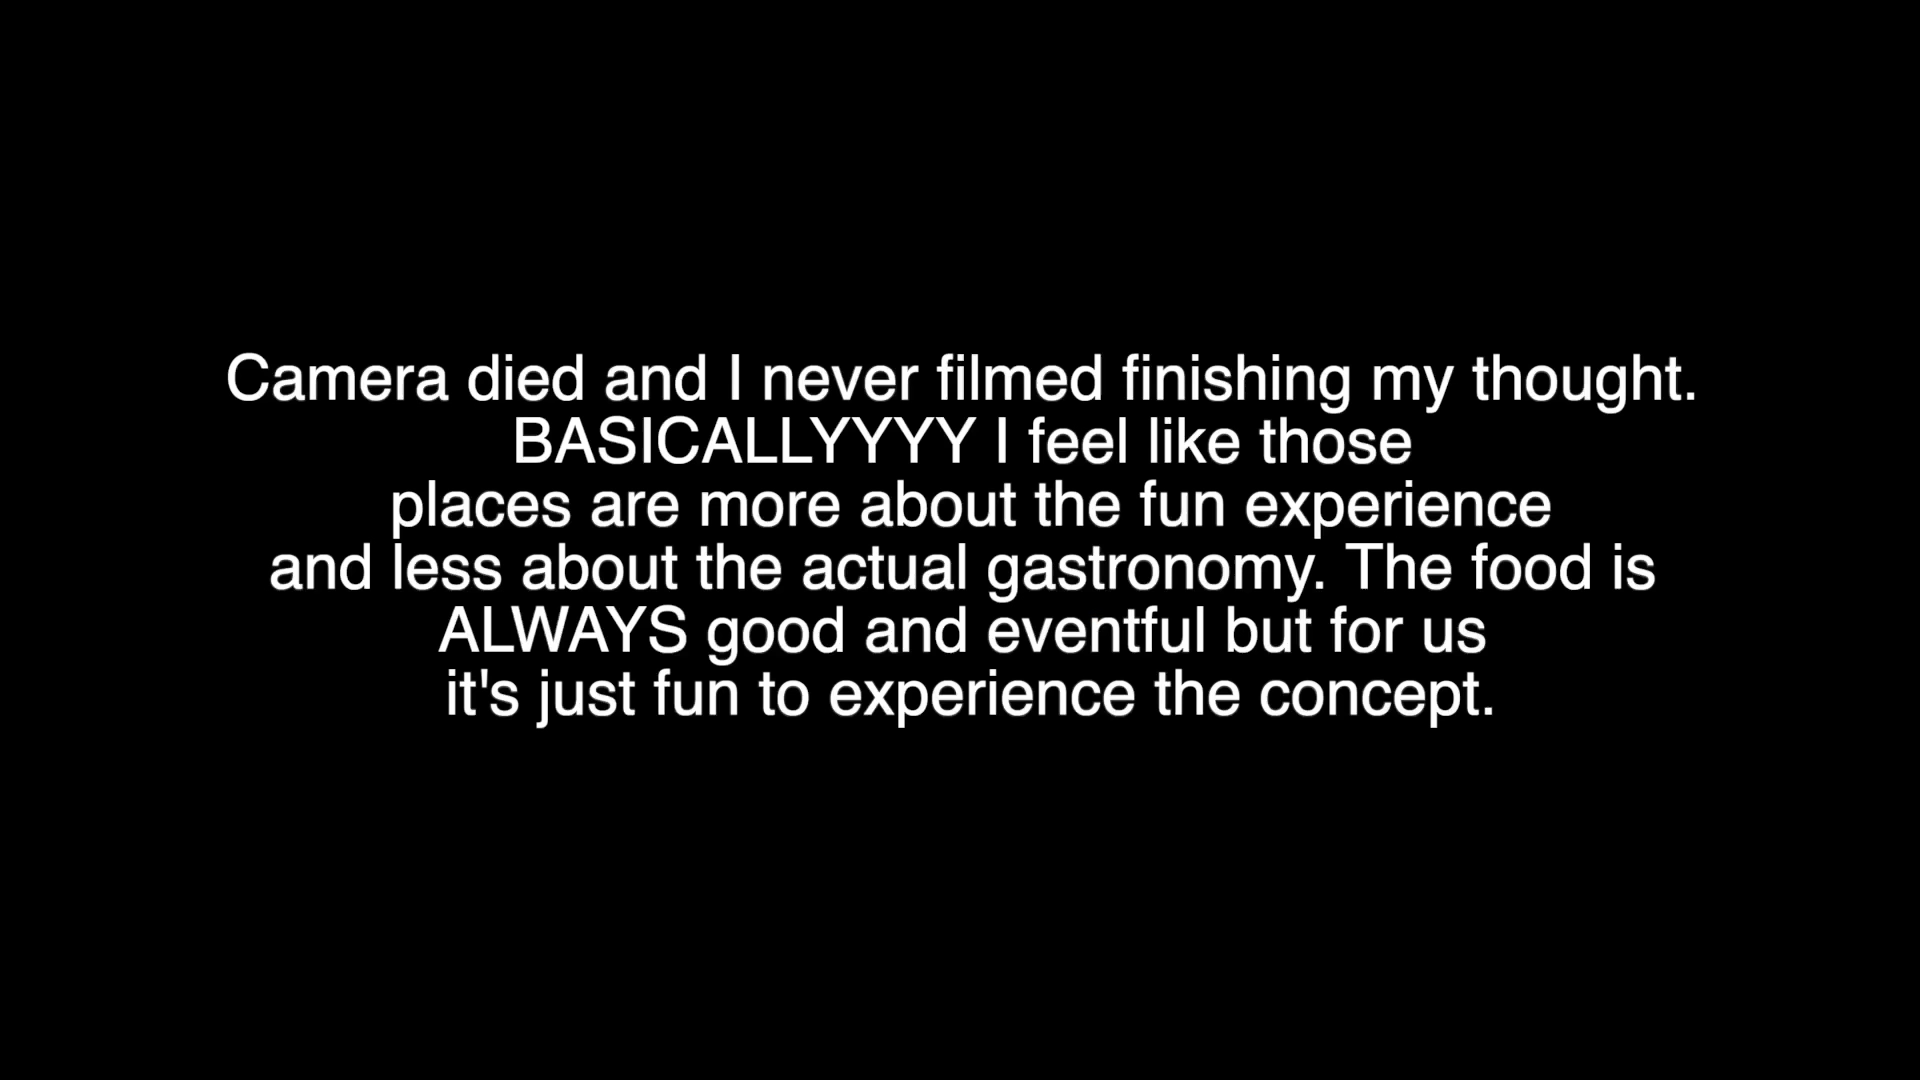 Camera died and I never filmed finishing my thought.
BASICALLYYYY I feel like those
places are more about the fun experience
and less about the actual gastronomy. The food is
ALWAYS good and eventful but for us
it's just fun to experience the concept.